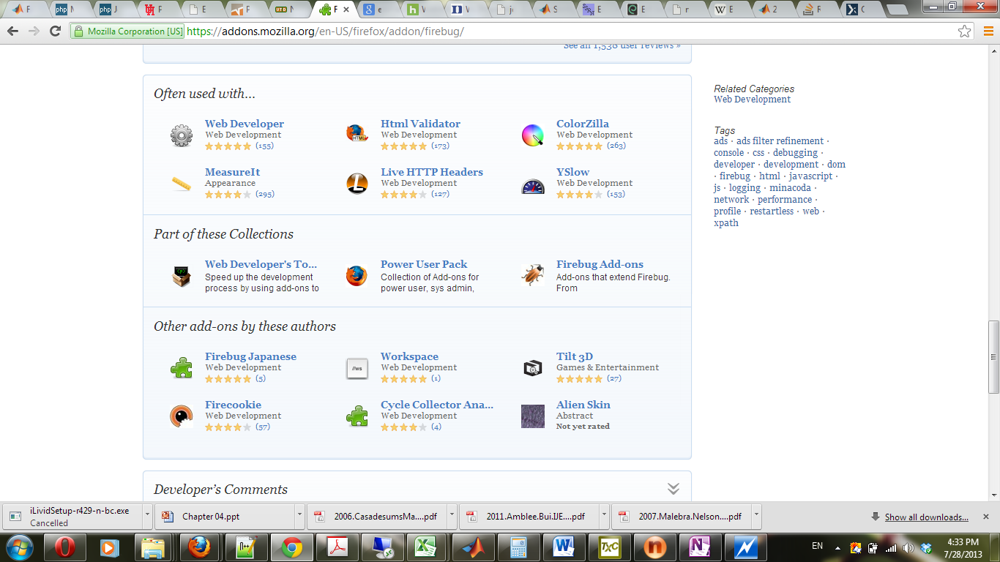 F
php M
php J
F
E
F
UTD N
F
e
V
D V
je
S
E
E
r
W E
2
F
C
Mozilla Corporation [US] https://addons.mozilla.org/en-US/firefox/addon/firebug/
See all 1,538 user reviews »
Often used with…
Web Developer
Web Development
(155)
Html Validator
Web Development
(173)
ColorZilla
Web Development
(263)
MeasureIt
Appearance
(295)
Live HTTP Headers
Web Development
(127)
YSlow
Web Development
(153)
Part of these Collections
Web Developer's To...
Speed up the development
process by using add-ons to
Power User Pack
Collection of Add-ons for
power user, sys admin,
Firebug Add-ons
Add-ons that extend Firebug.
From
Other add-ons by these authors
Firebug Japanese
Web Development
(5)
Workspace
Web Development
(1)
Tilt 3D
Games & Entertainment
(27)
Firecookie
Web Development
(57)
Cycle Collector Ana...
Web Development
(4)
Alien Skin
Abstract
Not yet rated
Developer's Comments
Related Categories
Web Development
Tags
ads · ads filter refinement ·
console · css · debugging ·
developer · development · dom
· firebug · html · javascript ·
js · logging · minacoda ·
network · performance ·
profile · restartless · web ·
xpath
iLividSetup-r429-n-bc.exe
Cancelled
Chapter 04.ppt
2006.CasadesumsMa....pdf
2011.Amblee.Bui.IJE....pdf
2007.Malebra.Nelson....pdf
Show all downloads...
EN
4:33 PM
7/28/2013